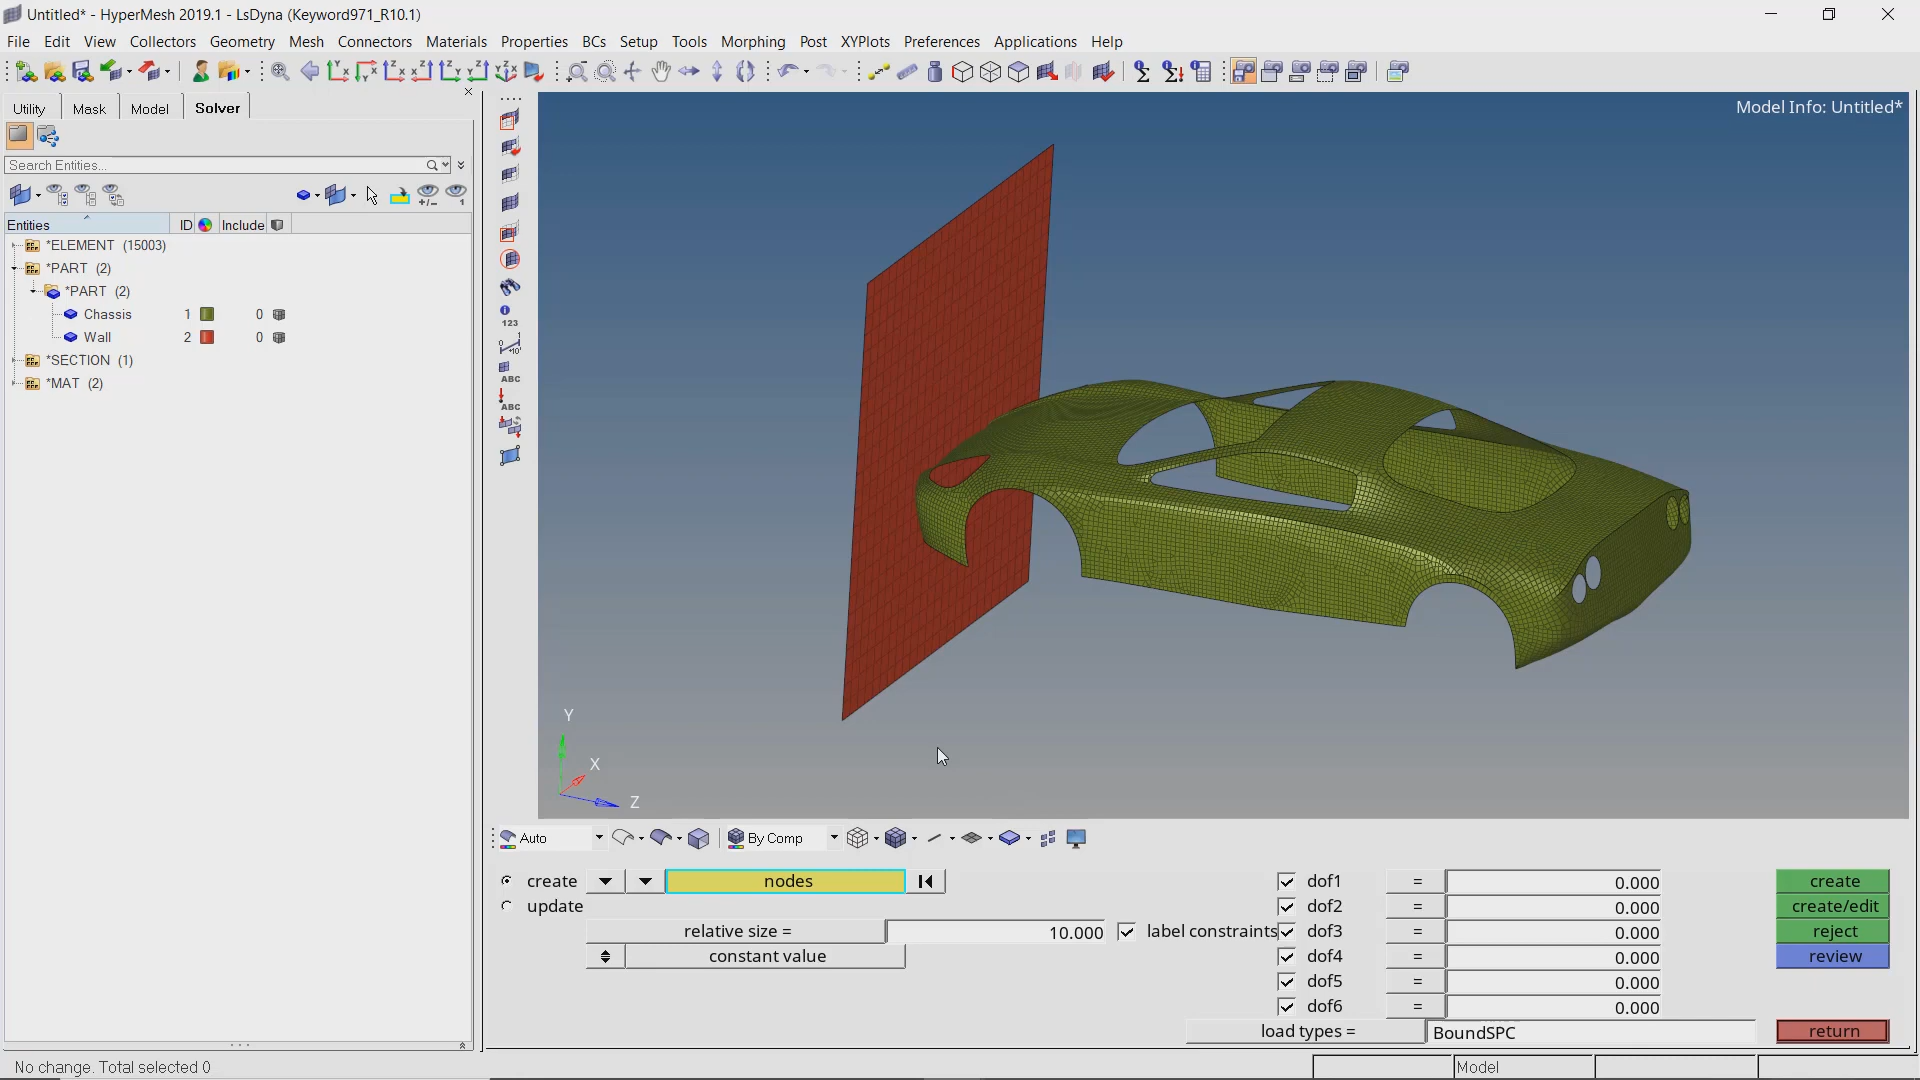 Untitled* - HyperMesh 2019.1 - LsDyna (Keyword971_R10.1)
File Edit View Collectors Geometry Mesh Connectors Materials Properties BCs Setup Tools Morphing Post XYPlots Preferences Applications Help
Utility Mask Model Solver
Model Info: Untitled*
Search Entities...
Entities ID Include
*ELEMENT (15003)
*PART (2)
*PART (2)
Chassis 1 0
Wall 2 0
*SECTION (1)
*MAT (2)
123
ABC
ABC
Y
X
Z
Auto By Comp
create nodes dof1 = 0.000 create
update dof2 = 0.000 create/edit
relative size = 10.000 label constraints dof3 = 0.000 reject
constant value dof4 = 0.000 review
dof5 = 0.000
dof6 = 0.000
load types = BoundSPC return
No change. Total selected 0 Model